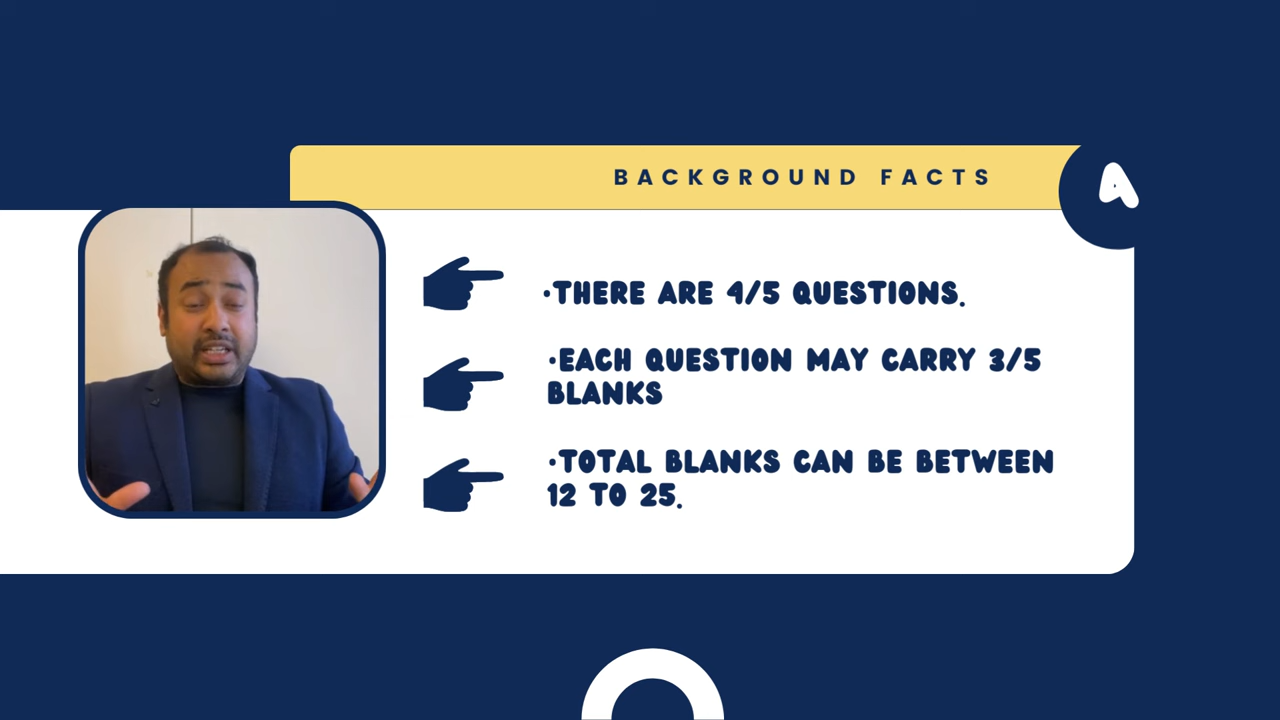 BACKGROUND FACTS
A
•THERE ARE 4/5 QUESTIONS.
•EACH QUESTION MAY CARRY 3/5
BLANKS
•TOTAL BLANKS CAN BE BETWEEN
12 TO 25.